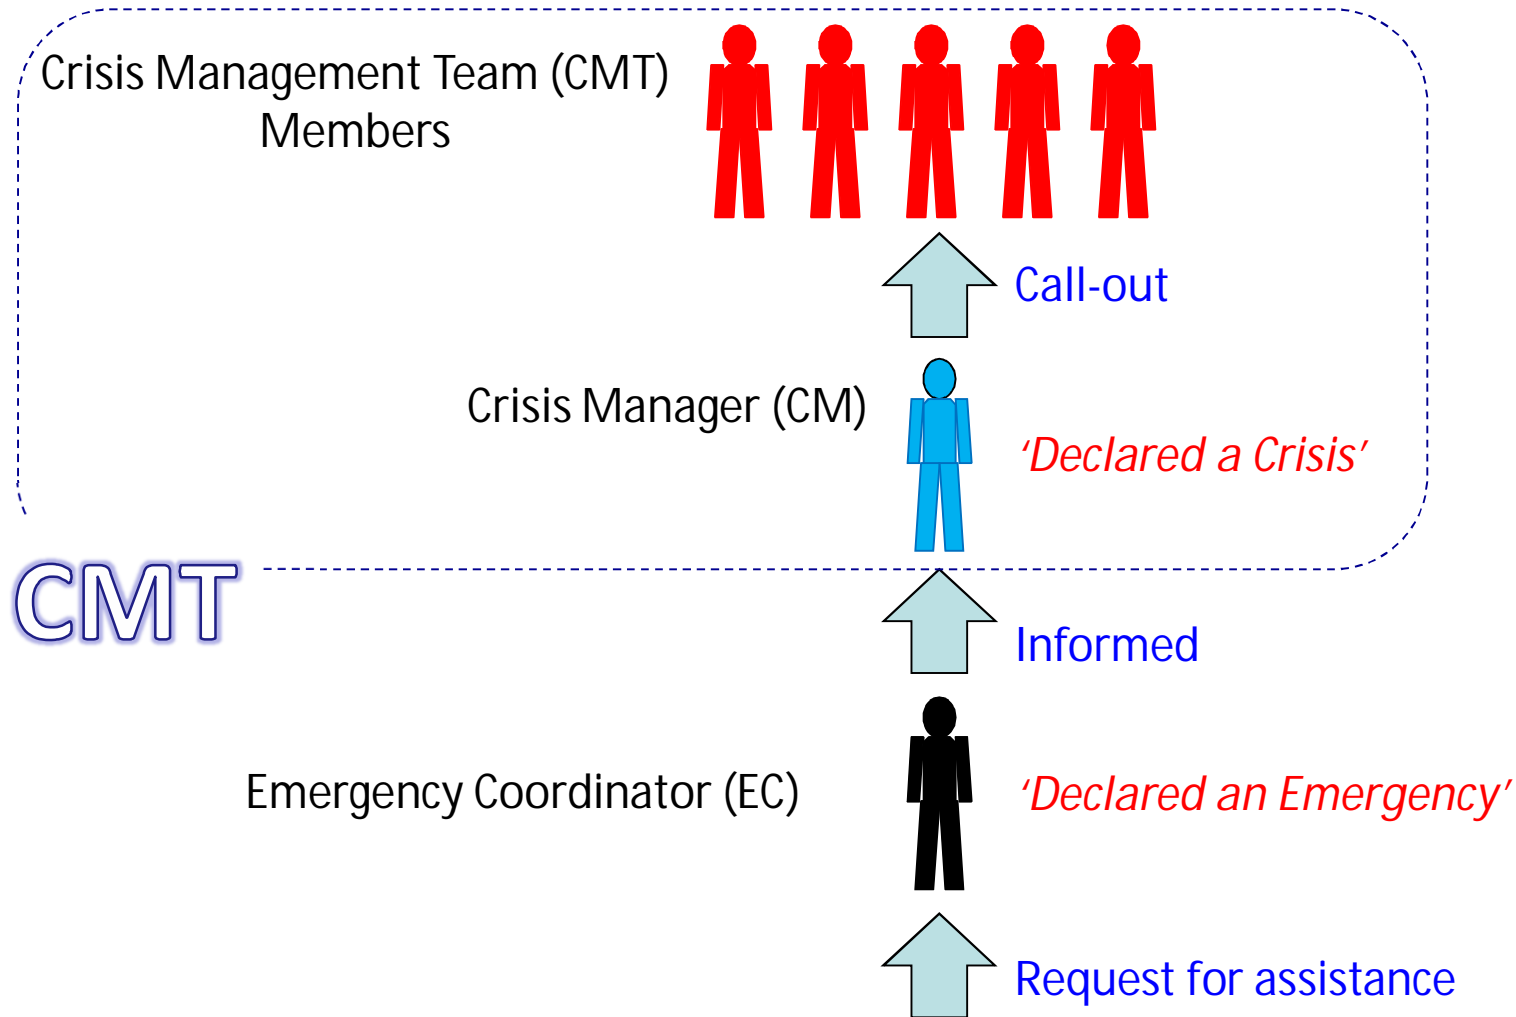 Crisis Management Team (CMT)
Members
Call-out
Crisis Manager (CM)
‘Declared a Crisis’
CMT
Informed
Emergency Coordinator (EC)
‘Declared an Emergency’
Request for assistance